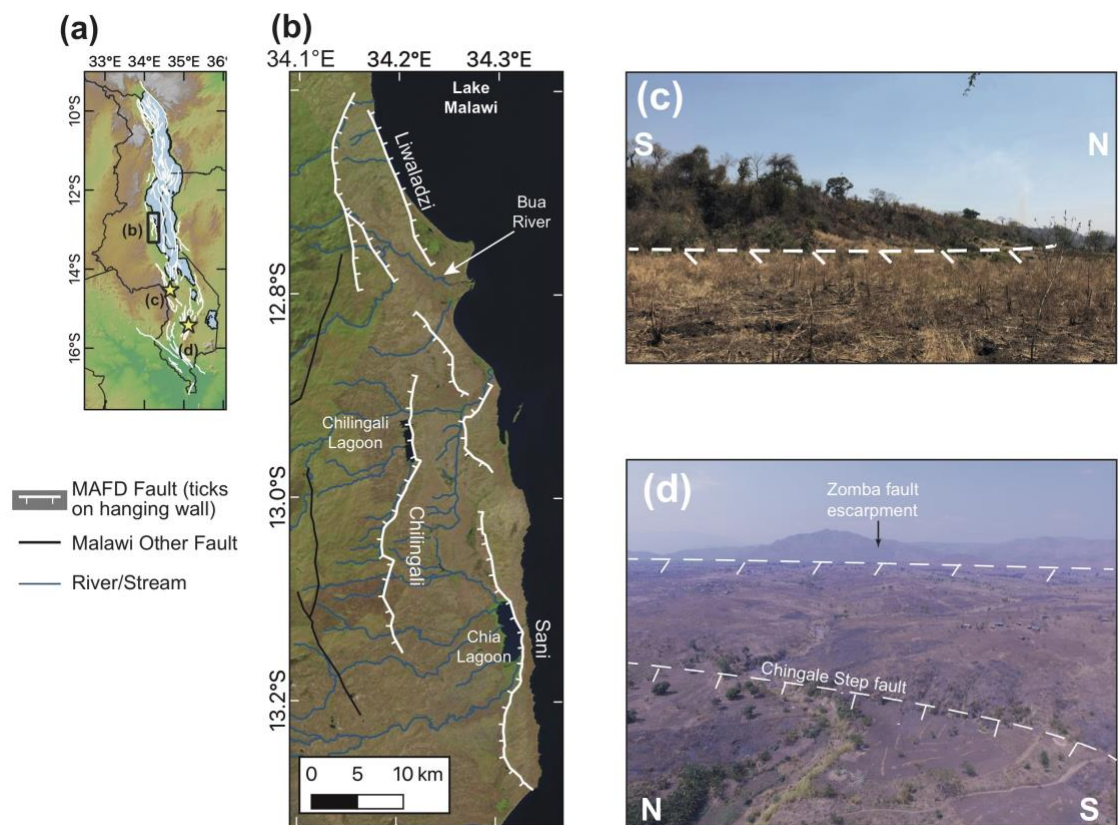 (a)
33°E 34°E 35°E 36°
10°S
12°S
14°S
16°S
(b)
(c)
(d)
MAFD Fault (ticks
on hanging wall)
Malawi Other Fault
River/Stream
(b)
34.1°E 34.2°E 34.3°E
12.8°S
13.0°S
13.2°S
Lake
Malawi
Liwaladzi
Bua
River
Chilingali
Lagoon
Chilingali
Chia
Lagoon
Sani
0 5 10 km
(c)
S N
(d)
Zomba fault
escarpment
Chingale Step fault
N S